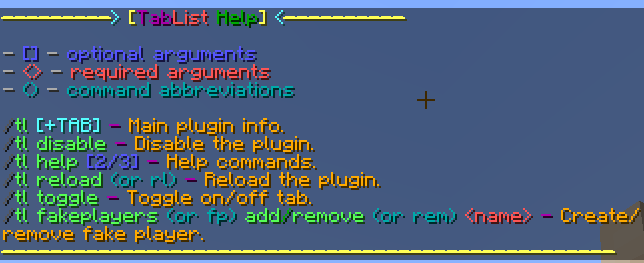 ----------> [TabList Help] <----------
- [] - optional arguments
- <> - required arguments
- () - command abbreviations
/tl [+TAB] - Main plugin info.
/tl disable - Disable the plugin.
/tl help [2/3] - Help commands.
/tl reload (or rl) - Reload the plugin.
/tl toggle - Toggle on/off tab.
/tl fakeplayers (or fp) add/remove (or rem) <name> - Create/
remove fake player.